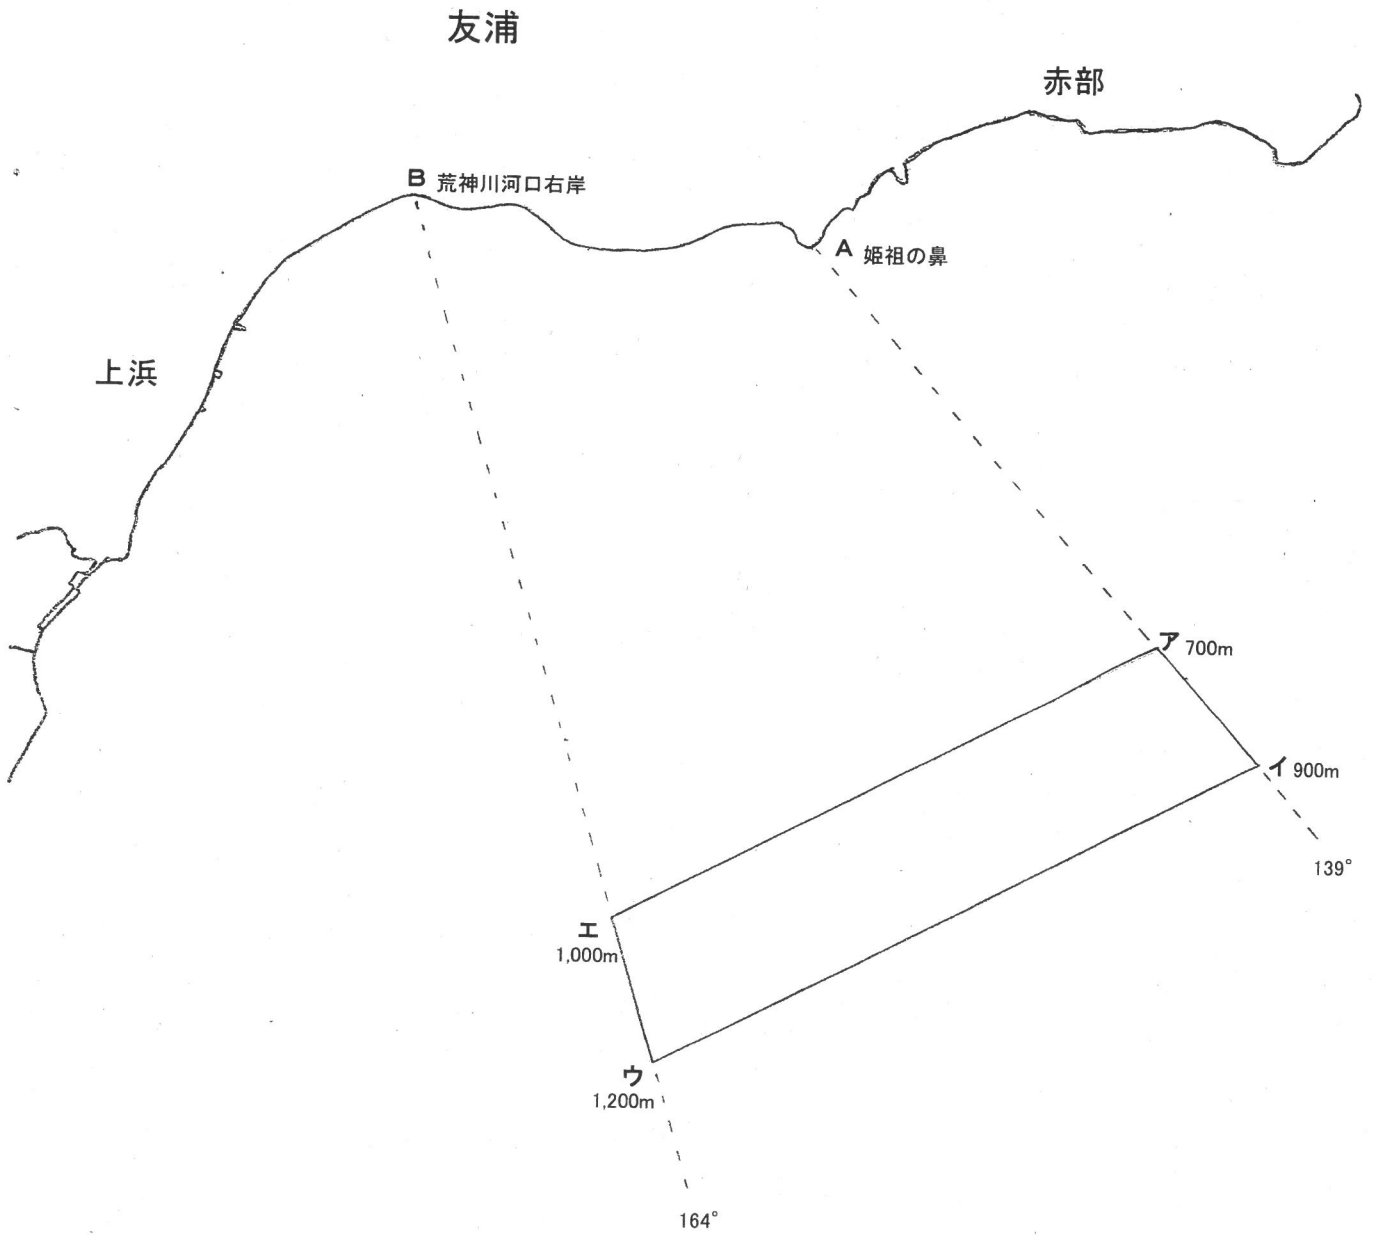 友浦
赤部
B 荒神川河口右岸
A 姫祖の鼻
上浜
ア 700m
イ 900m
139°
エ
1,000m
ウ
1,200m
164°